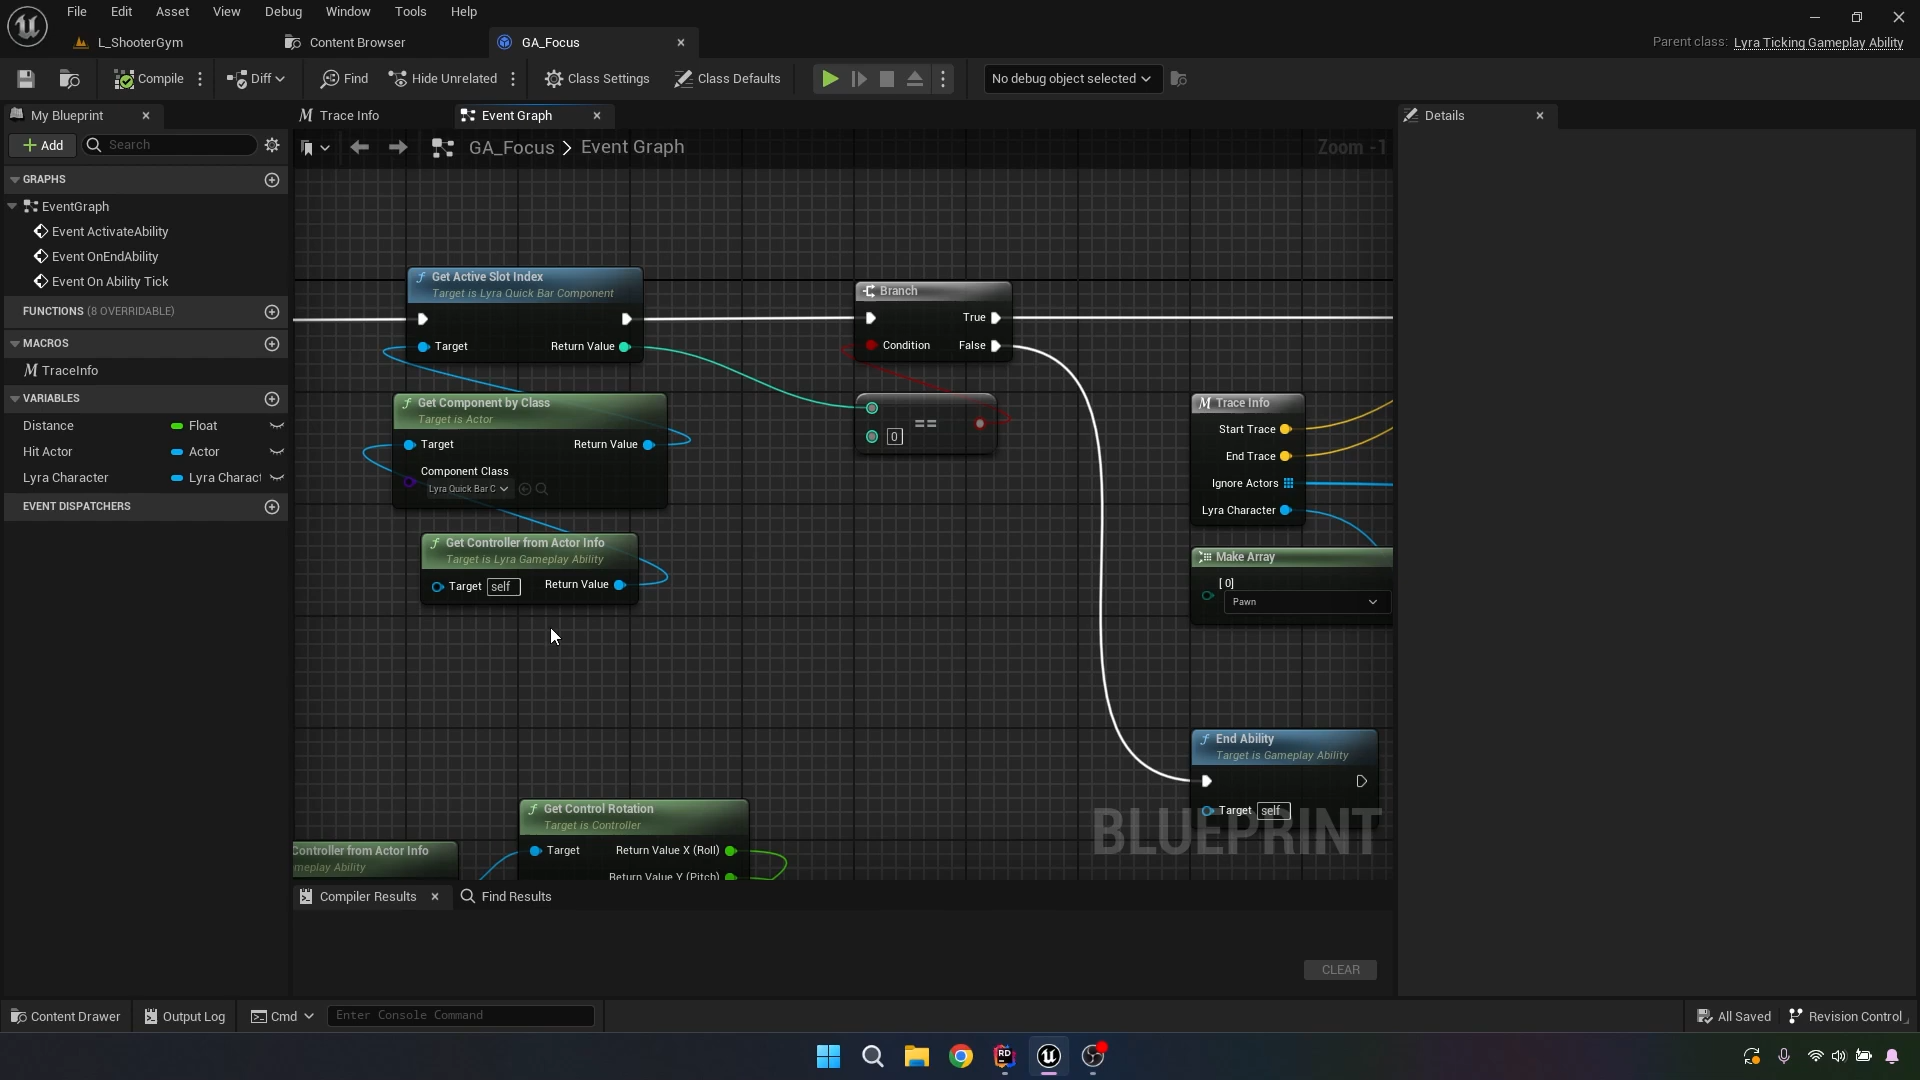 File Edit Asset View Debug Window Tools Help
L_ShooterGym
Content Browser
GA_Focus
Parent class: Lyra Ticking Gameplay Ability
Compile
Diff
Find
Hide Unrelated
Class Settings
Class Defaults
No debug object selected
My Blueprint
Trace Info
Event Graph
Details
Add
Search
GA_Focus > Event Graph
Zoom -1
GRAPHS
EventGraph
Event ActivateAbility
Event OnEndAbility
Event On Ability Tick
FUNCTIONS (8 OVERRIDABLE)
MACROS
TraceInfo
VARIABLES
Distance Float
Hit Actor Actor
Lyra Character Lyra Charact
EVENT DISPATCHERS
Get Active Slot Index
Target is Lyra Quick Bar Component
Target Return Value
Get Component by Class
Target is Actor
Target Return Value
Component Class
Lyra Quick Bar C
Get Controller from Actor Info
Target is Lyra Gameplay Ability
Target self Return Value
Branch
True
Condition False
==
0
Trace Info
Start Trace
End Trace
Ignore Actors
Lyra Character
Make Array
[ 0]
Pawn
End Ability
Target is Gameplay Ability
Target self
BLUEPRINT
Get Control Rotation
Target is Controller
Target Return Value X (Roll)
Return Value Y (Pitch)
Controller from Actor Info
meplay Ability
Compiler Results
Find Results
CLEAR
Content Drawer
Output Log
Cmd
Enter Console Command
All Saved
Revision Control
RD